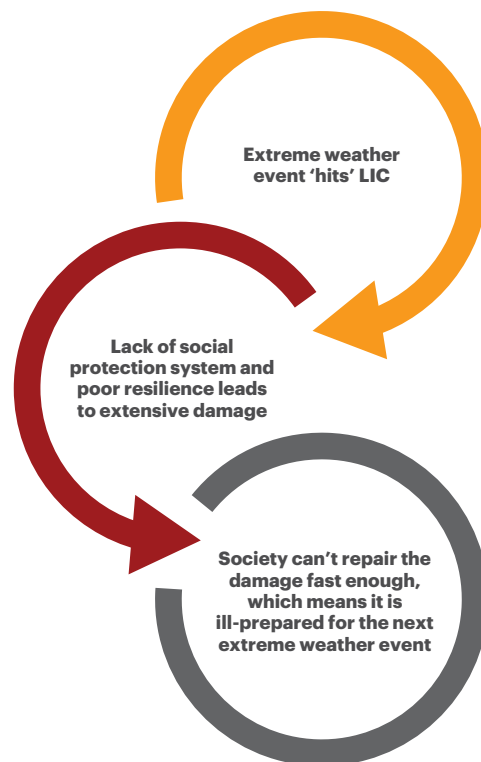 Extreme weather
event ‘hits’ LIC
Lack of social
protection system and
poor resilience leads
to extensive damage
Society can’t repair the
damage fast enough,
which means it is
ill-prepared for the next
extreme weather event